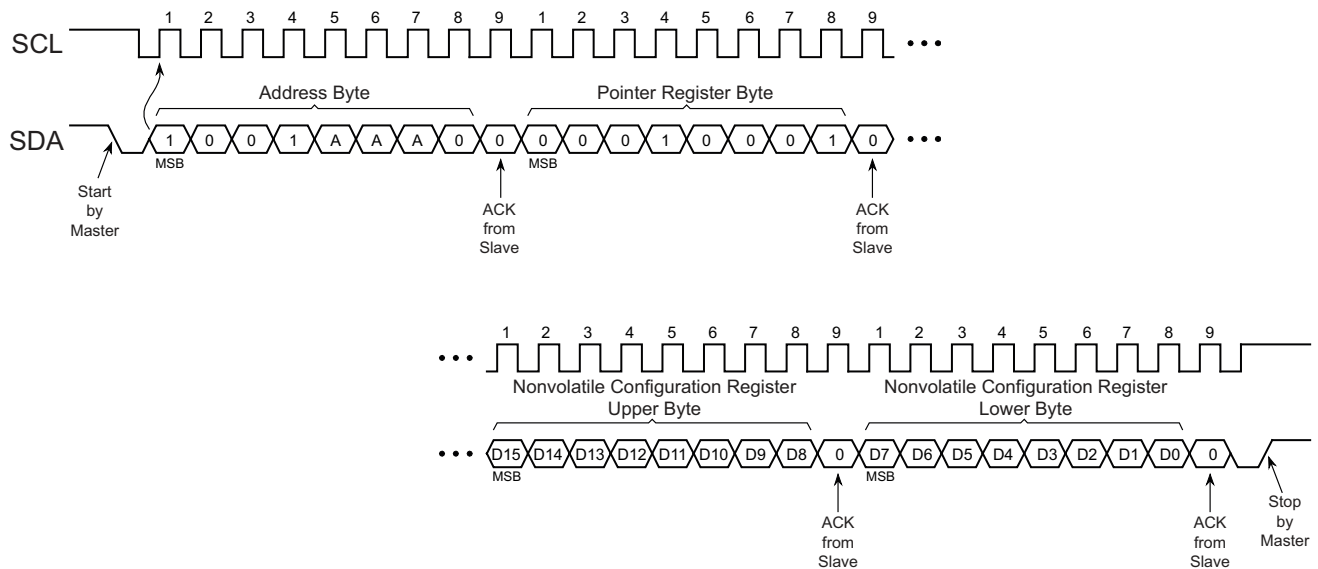 1 2 3 4 5 6 7 8 9 1 2 3 4 5 6 7 8 9
SCL
Address Byte Pointer Register Byte
SDA 1 0 0 1 A A A 0 0 0 0 0 1 0 0 0 1 0
MSB MSB
Start
by
Master
ACK
from
Slave
ACK
from
Slave
1 2 3 4 5 6 7 8 9 1 2 3 4 5 6 7 8 9
Nonvolatile Configuration Register
Upper Byte
Nonvolatile Configuration Register
Lower Byte
D15 D14 D13 D12 D11 D10 D9 D8 0 D7 D6 D5 D4 D3 D2 D1 D0 0
MSB MSB
ACK
from
Slave
ACK
from
Slave
Stop
by
Master